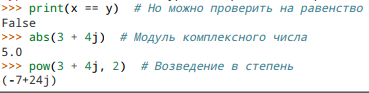 >>> print(x == y)  # Но можно проверить на равенство
False
>>> abs(3 + 4j)  # Модуль комплексного числа
5.0
>>> pow(3 + 4j, 2)  # Возведение в степень
(-7+24j)